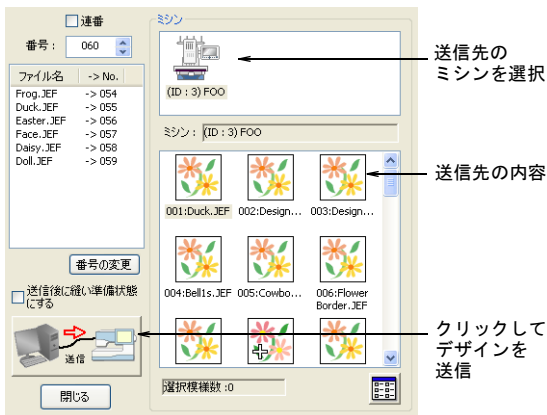 連番
番号： 060
ファイル名 -> No.
Frog.JEF -> 054
Duck.JEF -> 055
Easter.JEF -> 056
Face.JEF -> 057
Daisy.JEF -> 058
Doll.JEF -> 059
番号の変更
送信後に縫い準備状態
にする
送信
閉じる
ミシン
(ID : 3) FOO
ミシン： (ID : 3) FOO
001:Duck.JEF 002:Design... 003:Design...
004:Bell1s.JEF 005:Cowbo... 006:Flower
Border.JEF
選択模様数 :0
送信先の
ミシンを選択
送信先の内容
クリックして
デザインを
送信